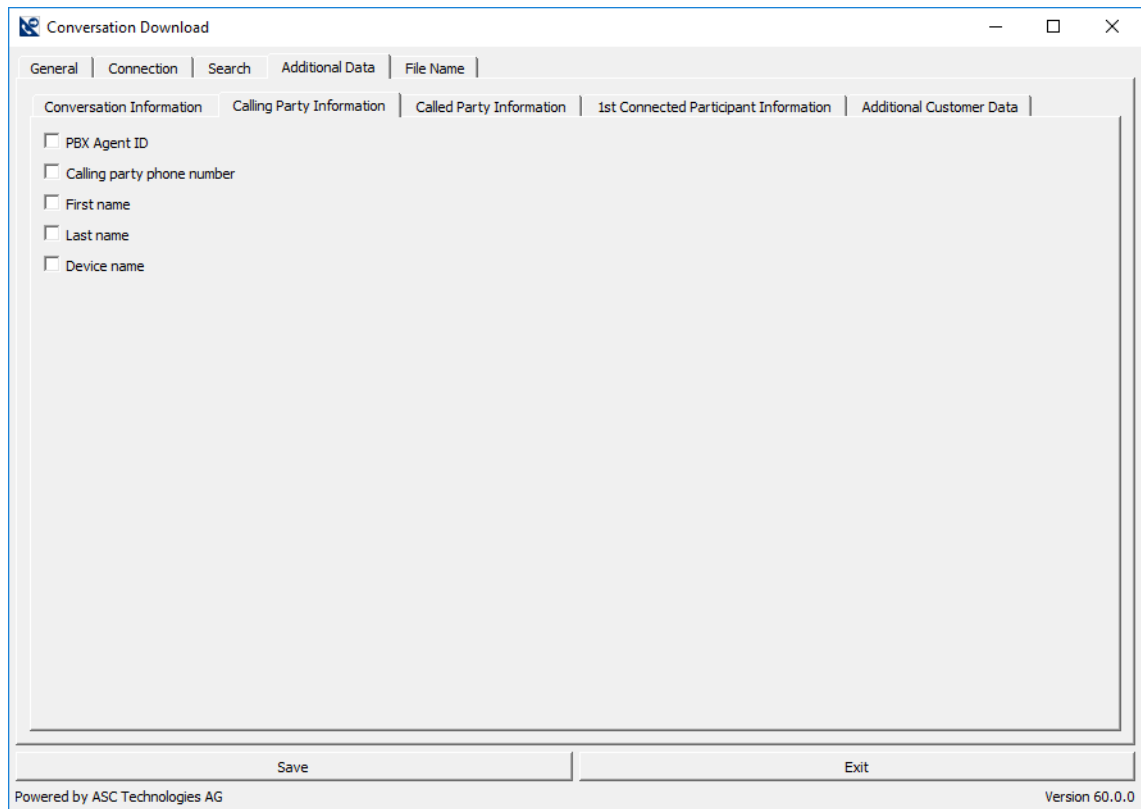 Conversation Download
General Connection Search Additional Data File Name
Conversation Information Calling Party Information Called Party Information 1st Connected Participant Information Additional Customer Data
PBX Agent ID
Calling party phone number
First name
Last name
Device name
Save Exit
Powered by ASC Technologies AG Version 60.0.0